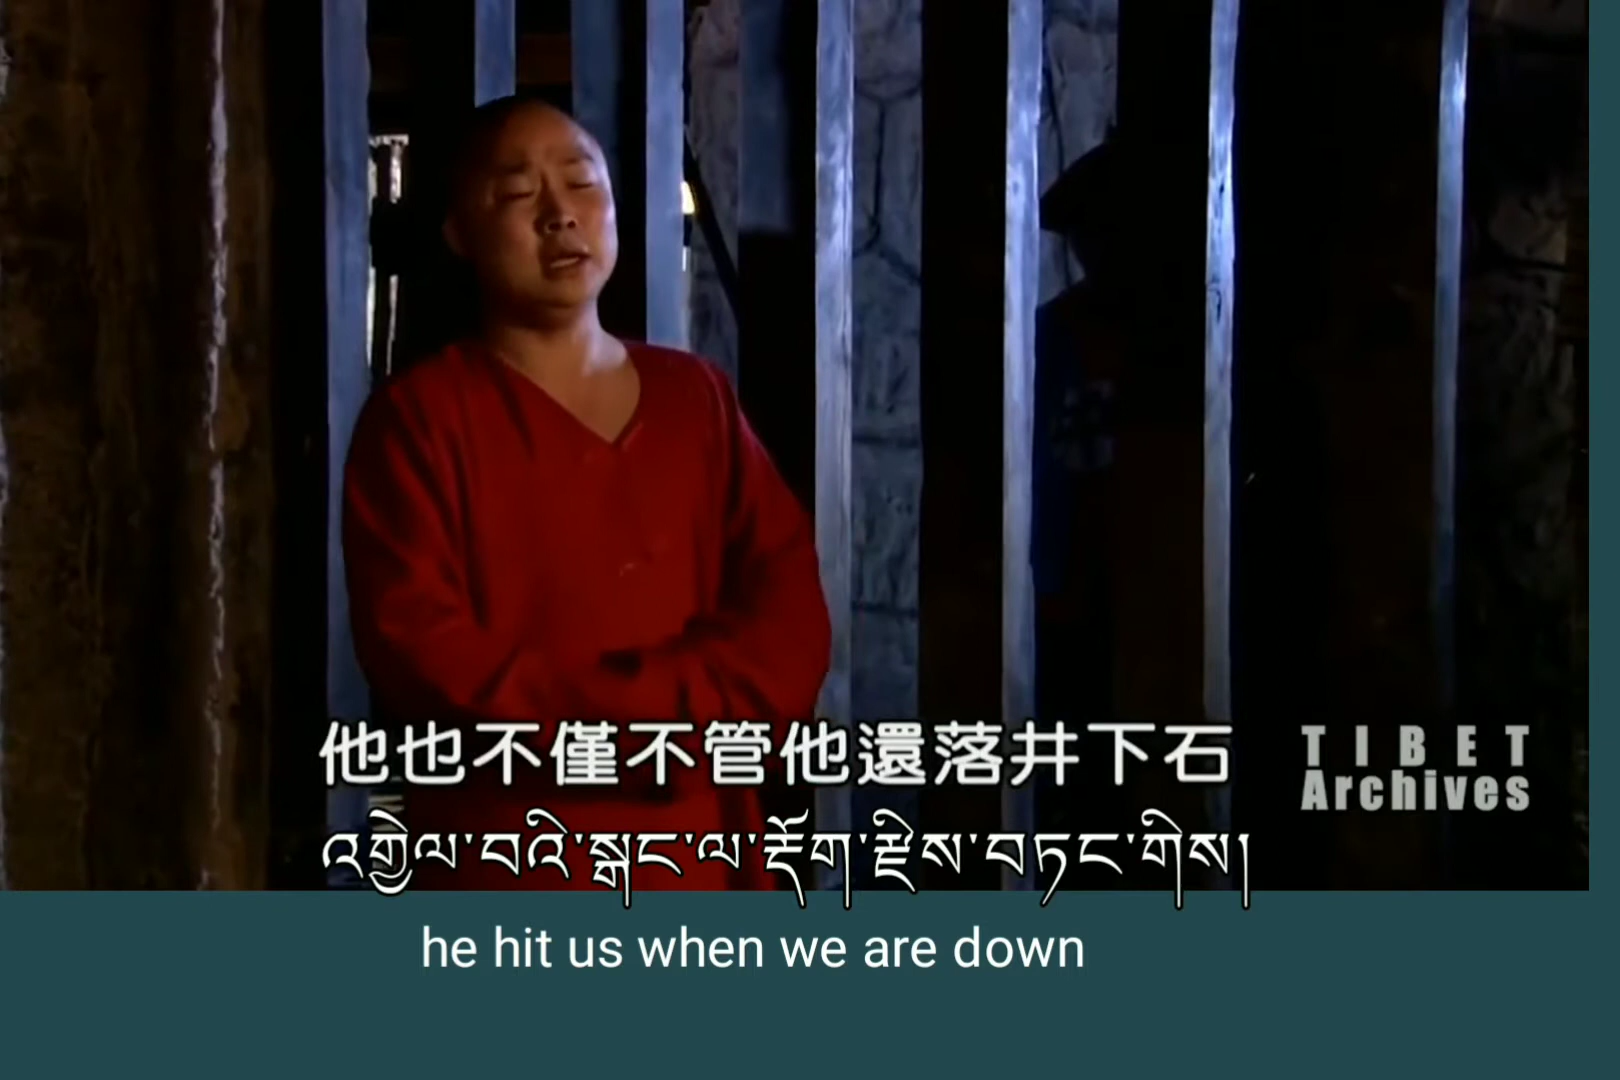 他也不僅不管他還落井下石
TIBET
Archives
འགྱེལ་བའི་སྒང་ལ་རྡོག་རྫིས་བཏང་གིས།
he hit us when we are down